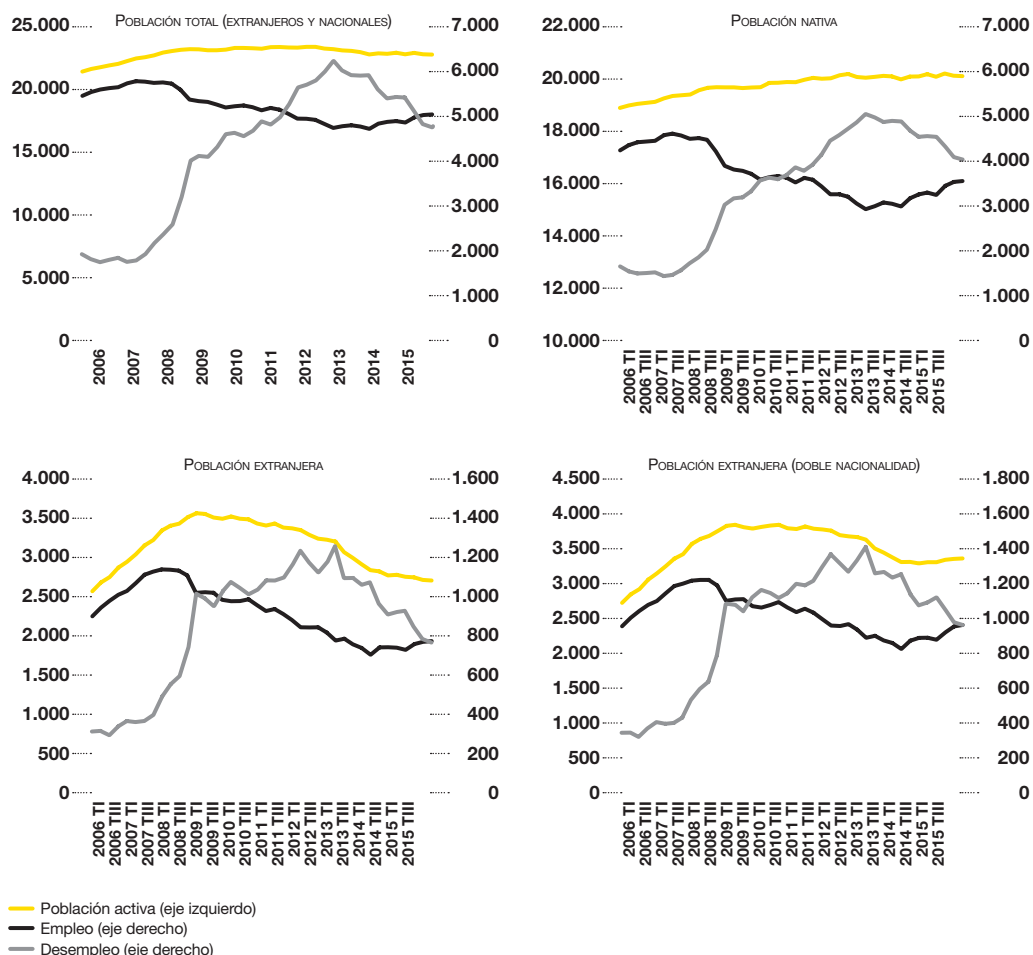 Población total (extranjeros y nacionales)
25.000
20.000
15.000
10.000
5.000
0
7.000
6.000
5.000
4.000
3.000
2.000
1.000
0
2006
2007
2008
2009
2010
2011
2012
2013
2014
2015
Población nativa
22.000
20.000
18.000
16.000
14.000
12.000
10.000
7.000
6.000
5.000
4.000
3.000
2.000
1.000
0
2006 TI
2006 TIII
2007 TI
2007 TIII
2008 TI
2008 TIII
2009 TI
2009 TIII
2010 TI
2010 TIII
2011 TI
2011 TIII
2012 TI
2012 TIII
2013 TI
2013 TIII
2014 TI
2014 TIII
2015 TI
2015 TIII
Población extranjera
4.000
3.500
3.000
2.500
2.000
1.500
1.000
500
0
1.600
1.400
1.200
1.000
800
600
400
200
0
2006 TI
2006 TIII
2007 TI
2007 TIII
2008 TI
2008 TIII
2009 TI
2009 TIII
2010 TI
2010 TIII
2011 TI
2011 TIII
2012 TI
2012 TIII
2013 TI
2013 TIII
2014 TI
2014 TIII
2015 TI
2015 TIII
Población extranjera (doble nacionalidad)
4.500
4.000
3.500
3.000
2.500
2.000
1.500
1.000
500
0
1.800
1.600
1.400
1.200
1.000
800
600
400
200
0
2006 TI
2006 TIII
2007 TI
2007 TIII
2008 TI
2008 TIII
2009 TI
2009 TIII
2010 TI
2010 TIII
2011 TI
2011 TIII
2012 TI
2012 TIII
2013 TI
2013 TIII
2014 TI
2014 TIII
2015 TI
2015 TIII
Población activa (eje izquierdo)
Empleo (eje derecho)
Desempleo (eje derecho)